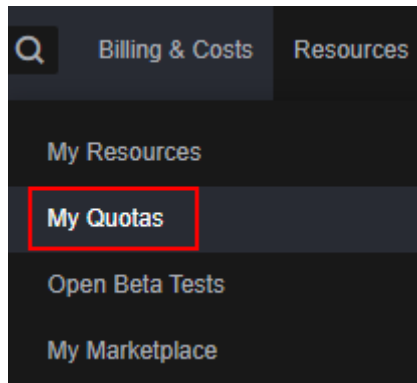 Billing & Costs Resources
My Resources
My Quotas
Open Beta Tests
My Marketplace